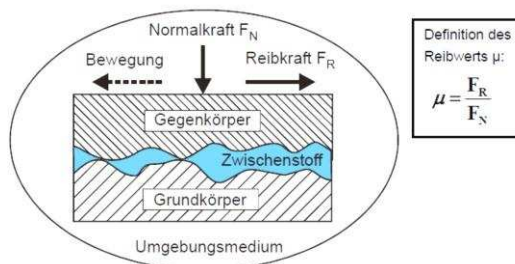 Normalkraft F_N
Bewegung
Reibkraft F_R
Gegenkörper
Zwischenstoff
Grundkörper
Umgebungsmedium
Definition des
Reibwerts µ:
µ = F_R / F_N